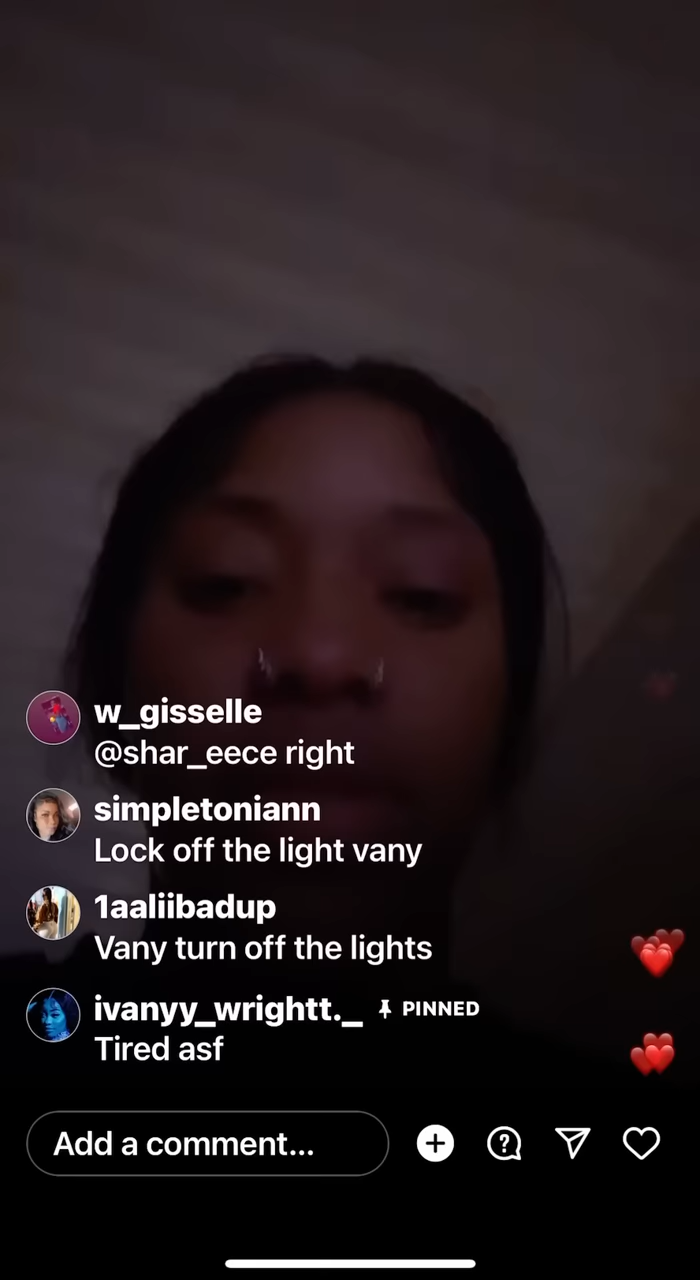 w_gisselle
@shar_eece right
simpletoniann
Lock off the light vany
1aaliibadup
Vany turn off the lights
ivanyy_wrightt._ PINNED
Tired asf
Add a comment...